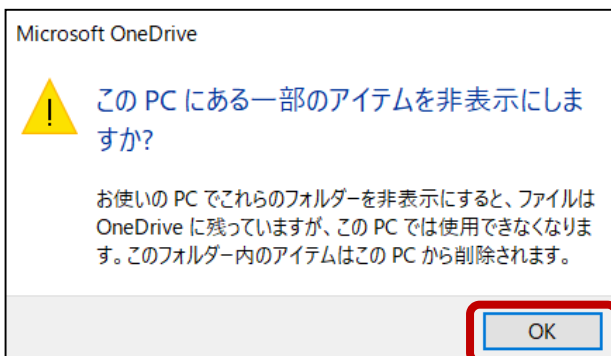 Microsoft OneDrive
この PC にある一部のアイテムを非表示にしま
すか?
お使いの PC でこれらのフォルダーを非表示にすると、ファイルは
OneDrive に残っていますが、この PC では使用できなくなりま
す。このフォルダー内のアイテムはこの PC から削除されます。
OK